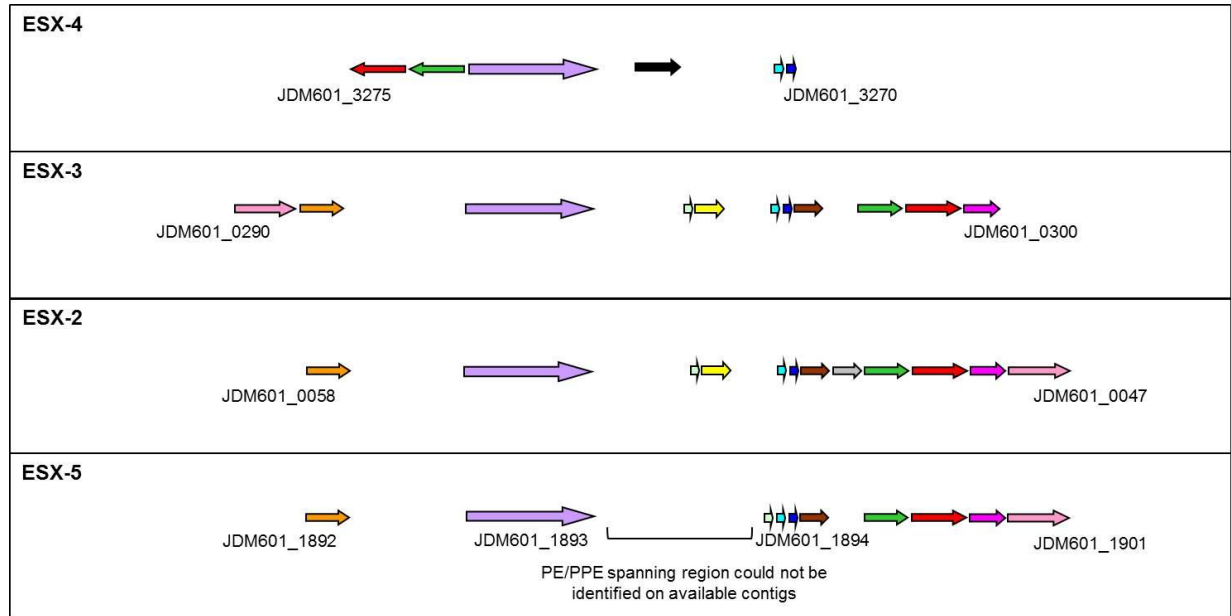 ESX-4
JDM601_3275
JDM601_3270
ESX-3
JDM601_0290
JDM601_0300
ESX-2
JDM601_0058
JDM601_0047
ESX-5
JDM601_1892
JDM601_1893
JDM601_1894
JDM601_1901
PE/PPE spanning region could not be
identified on available contigs